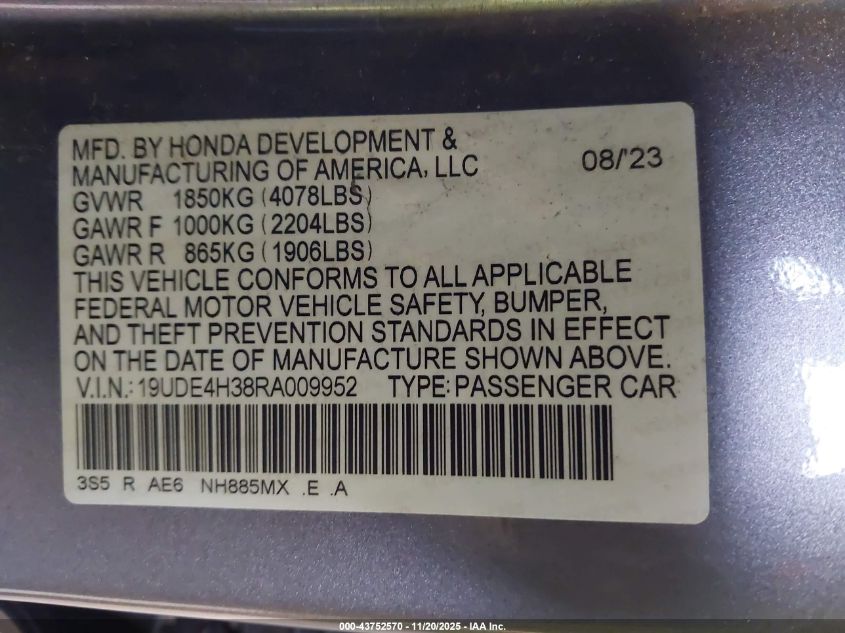 MFD. BY HONDA DEVELOPMENT &
MANUFACTURING OF AMERICA, LLC 08/'23
GVWR 1850KG (4078LBS)
GAWR F 1000KG (2204LBS)
GAWR R 865KG (1906LBS)
THIS VEHICLE CONFORMS TO ALL APPLICABLE
FEDERAL MOTOR VEHICLE SAFETY, BUMPER,
AND THEFT PREVENTION STANDARDS IN EFFECT
ON THE DATE OF MANUFACTURE SHOWN ABOVE.
V.I.N.: 19UDE4H38RA009952 TYPE: PASSENGER CAR
3S5 R AE6 NH885MX .E .A
000-43752570 - 11/20/2025 - IAA Inc.